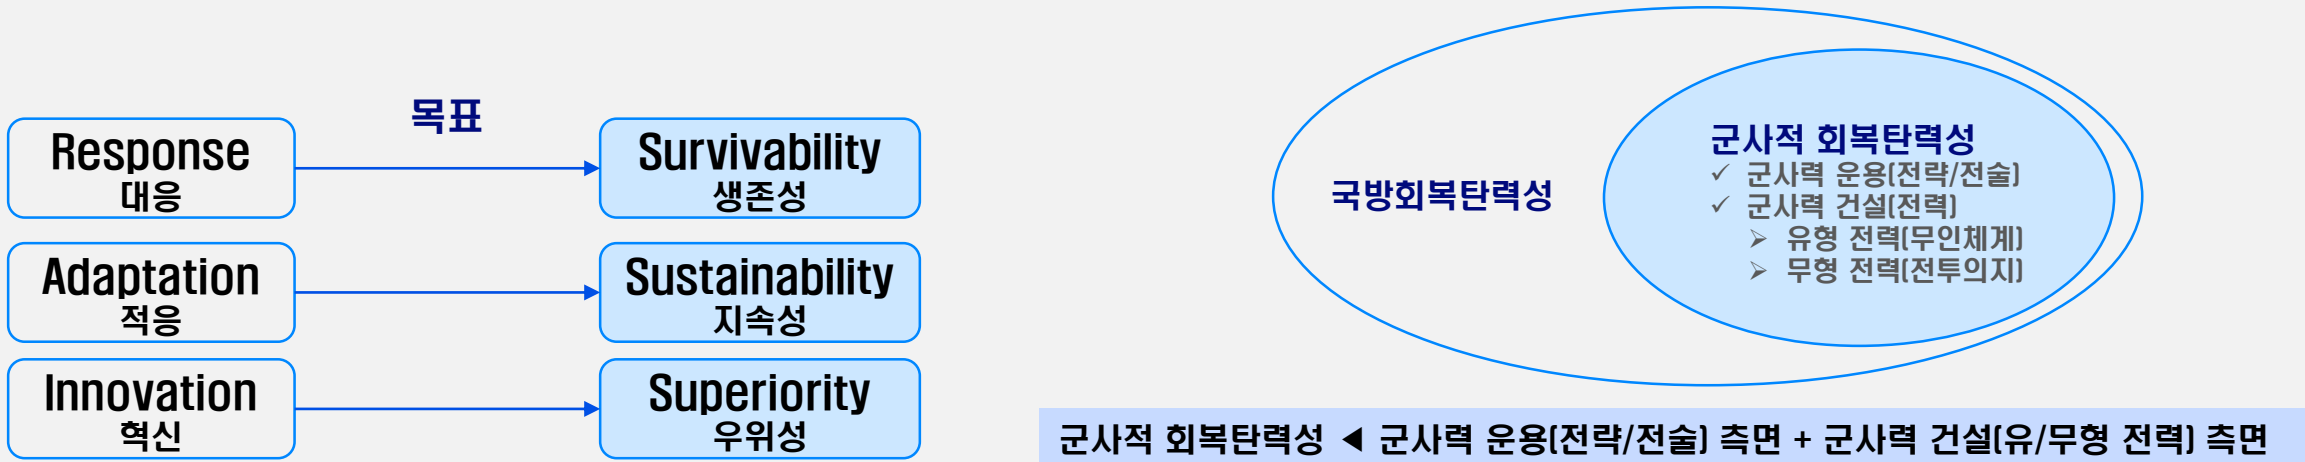 목표
Response
대응
Survivability
생존성
Adaptation
적응
Sustainability
지속성
Innovation
혁신
Superiority
우위성
국방회복탄력성
군사적 회복탄력성
✓ 군사력 운용(전략/전술)
✓ 군사력 건설(전력)
➢ 유형 전력(무인체계)
➢ 무형 전력(전투의지)
군사적 회복탄력성 ◀ 군사력 운용(전략/전술) 측면 + 군사력 건설(유/무형 전력) 측면